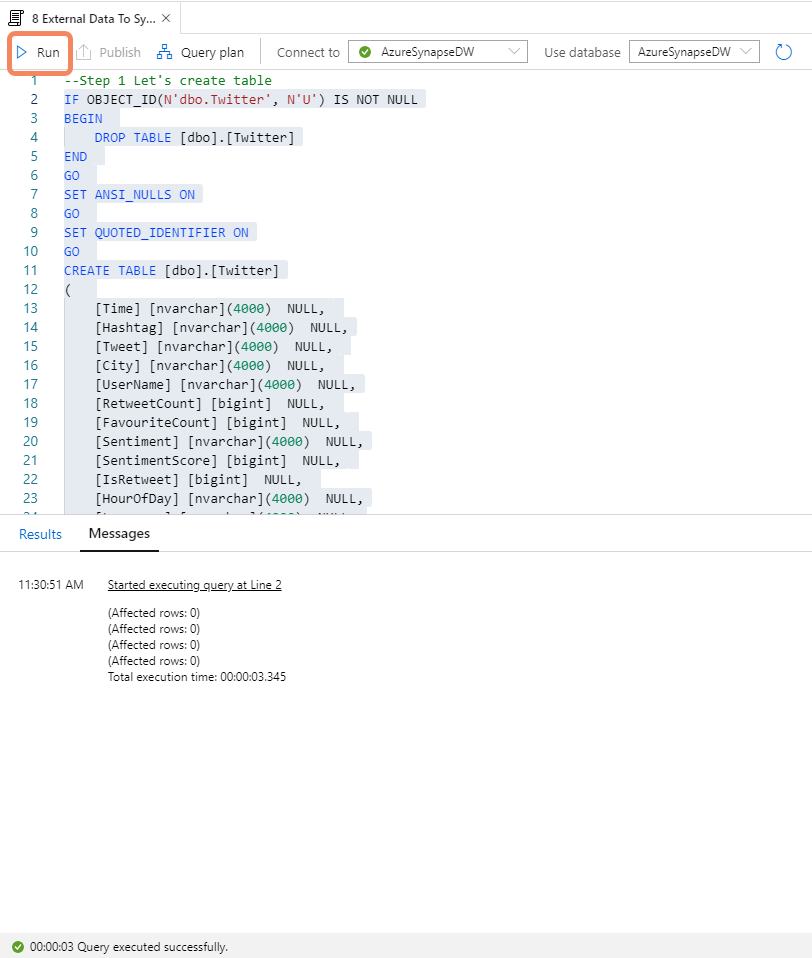 8 External Data To Sy...
Run Publish Query plan Connect to AzureSynapseDW Use database AzureSynapseDW
1 --Step 1 Let's create table
2 IF OBJECT_ID(N'dbo.Twitter', N'U') IS NOT NULL
3 BEGIN
4 DROP TABLE [dbo].[Twitter]
5 END
6 GO
7 SET ANSI_NULLS ON
8 GO
9 SET QUOTED_IDENTIFIER ON
10 GO
11 CREATE TABLE [dbo].[Twitter]
12 (
13 [Time] [nvarchar](4000) NULL,
14 [Hashtag] [nvarchar](4000) NULL,
15 [Tweet] [nvarchar](4000) NULL,
16 [City] [nvarchar](4000) NULL,
17 [UserName] [nvarchar](4000) NULL,
18 [RetweetCount] [bigint] NULL,
19 [FavouriteCount] [bigint] NULL,
20 [Sentiment] [nvarchar](4000) NULL,
21 [SentimentScore] [bigint] NULL,
22 [IsRetweet] [bigint] NULL,
23 [HourOfDay] [nvarchar](4000) NULL,
Results Messages
11:30:51 AM Started executing query at Line 2
(Affected rows: 0)
(Affected rows: 0)
(Affected rows: 0)
(Affected rows: 0)
Total execution time: 00:00:03.345
00:00:03 Query executed successfully.